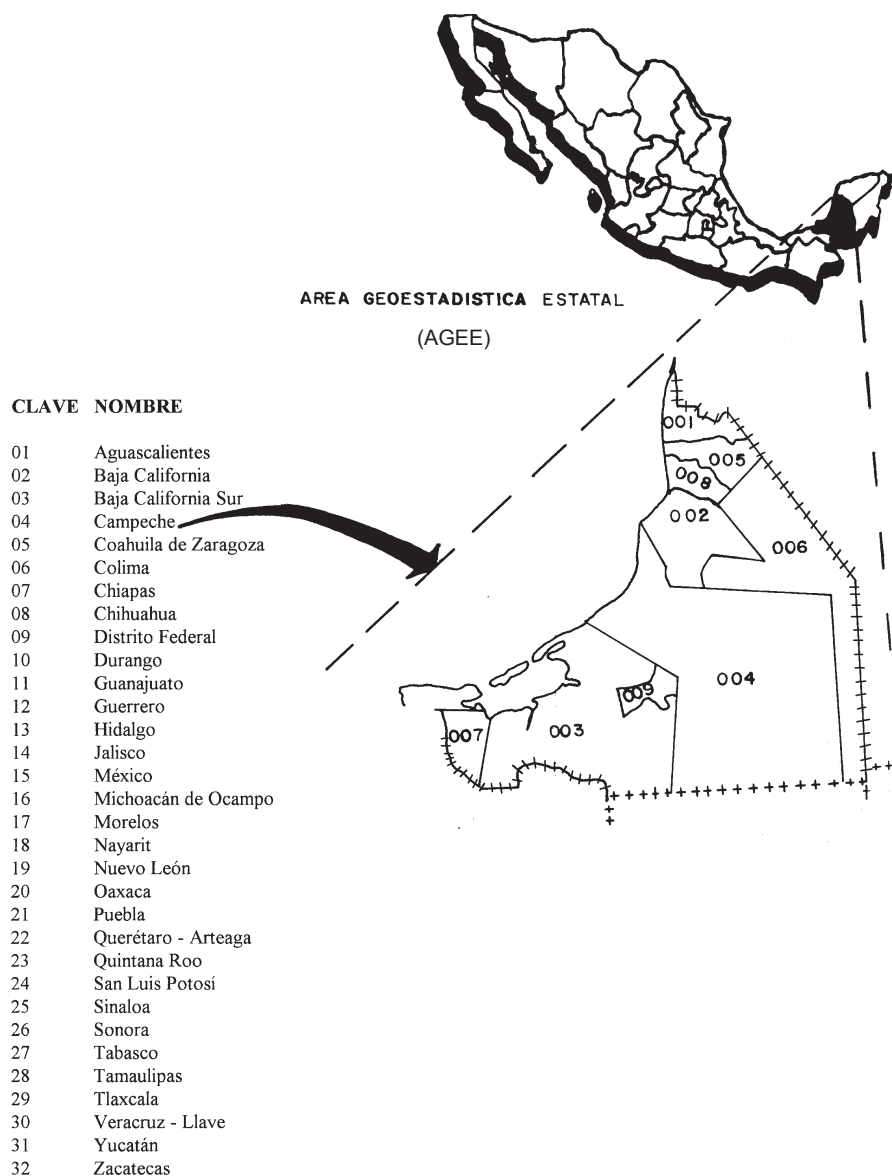 AREA GEOESTADISTICA ESTATAL
(AGEE)
CLAVE NOMBRE
01 Aguascalientes
02 Baja California
03 Baja California Sur
04 Campeche
05 Coahuila de Zaragoza
06 Colima
07 Chiapas
08 Chihuahua
09 Distrito Federal
10 Durango
11 Guanajuato
12 Guerrero
13 Hidalgo
14 Jalisco
15 México
16 Michoacán de Ocampo
17 Morelos
18 Nayarit
19 Nuevo León
20 Oaxaca
21 Puebla
22 Querétaro - Arteaga
23 Quintana Roo
24 San Luis Potosí
25 Sinaloa
26 Sonora
27 Tabasco
28 Tamaulipas
29 Tlaxcala
30 Veracruz - Llave
31 Yucatán
32 Zacatecas
001
005
008
002
006
004
009
003
007